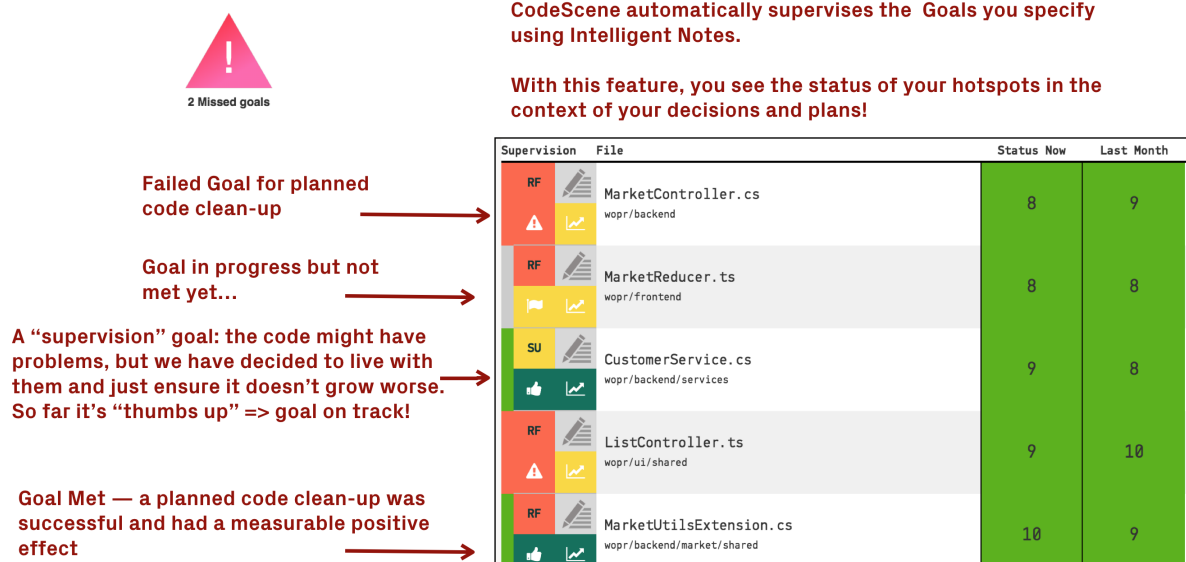 CodeScene automatically supervises the Goals you specify
using Intelligent Notes.
With this feature, you see the status of your hotspots in the
context of your decisions and plans!
!
2 Missed goals
Failed Goal for planned
code clean-up
Goal in progress but not
met yet...
A “supervision” goal: the code might have
problems, but we have decided to live with
them and just ensure it doesn’t grow worse.
So far it’s “thumbs up” => goal on track!
Goal Met — a planned code clean-up was
successful and had a measurable positive
effect
Supervision File Status Now Last Month
RF MarketController.cs 8 9
wopr/backend
RF MarketReducer.ts 8 8
wopr/frontend
SU CustomerService.cs 9 8
wopr/backend/services
RF ListController.ts 9 10
wopr/ui/shared
RF MarketUtilsExtension.cs 10 9
wopr/backend/market/shared